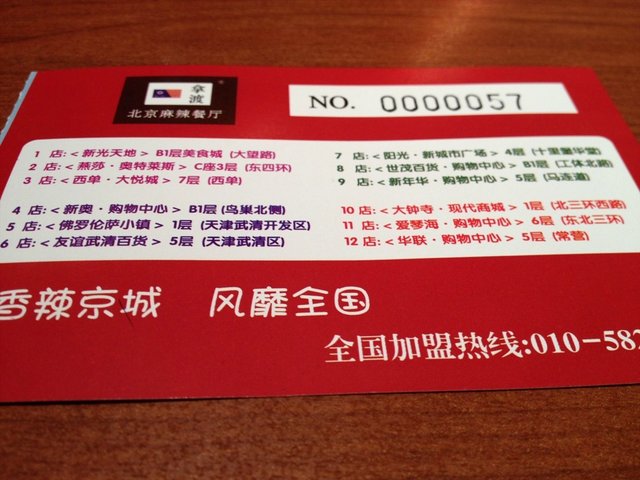 拿渡
北京麻辣餐厅
NO. 0000057
1 店:<新光天地>B1层美食城 (大望路)
2 店:<燕莎·奥特莱斯>C座3层 (东四环)
3 店:<西单·大悦城>7层 (西单)
4 店:<新奥·购物中心>B1层 (鸟巢北侧)
5 店:<佛罗伦萨小镇>1层 (天津武清开发区)
6 店:<友谊武清百货>5层 (天津武清区)
7 店:<阳光·新城市广场>4层 (十里堡华堂)
8 店:<世茂百货·购物中心>B1层 (工体北路)
9 店:<新年华·购物中心>5层 (马连道)
10 店:<大钟寺·现代商城>1层 (北三环西路)
11 店:<爱琴海·购物中心>6层 (东北三环)
12 店:<华联·购物中心>5层 (常营)
香辣京城 风靡全国
全国加盟热线:010-582